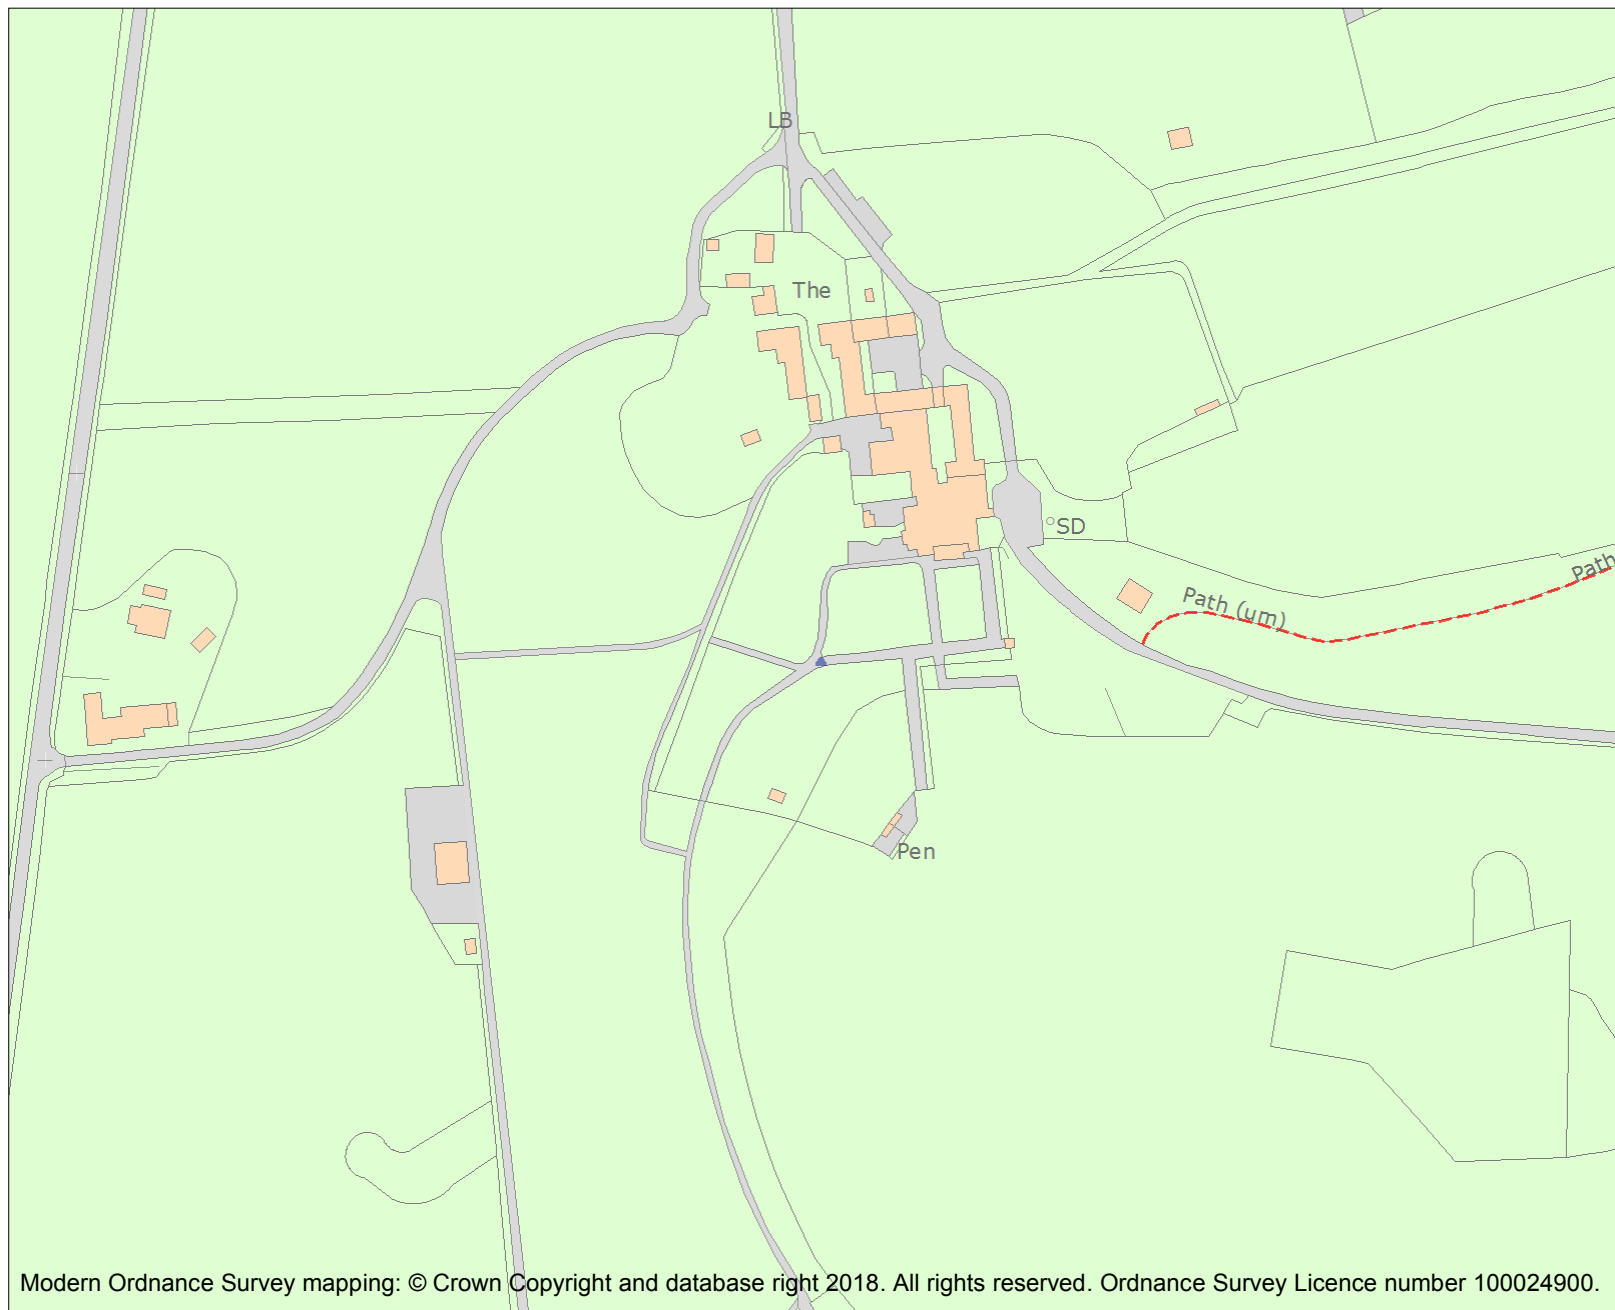 LB
The
SD
Path
Path (um)
Pen
Modern Ordnance Survey mapping: © Crown Copyright and database right 2018. All rights reserved. Ordnance Survey Licence number 100024900.